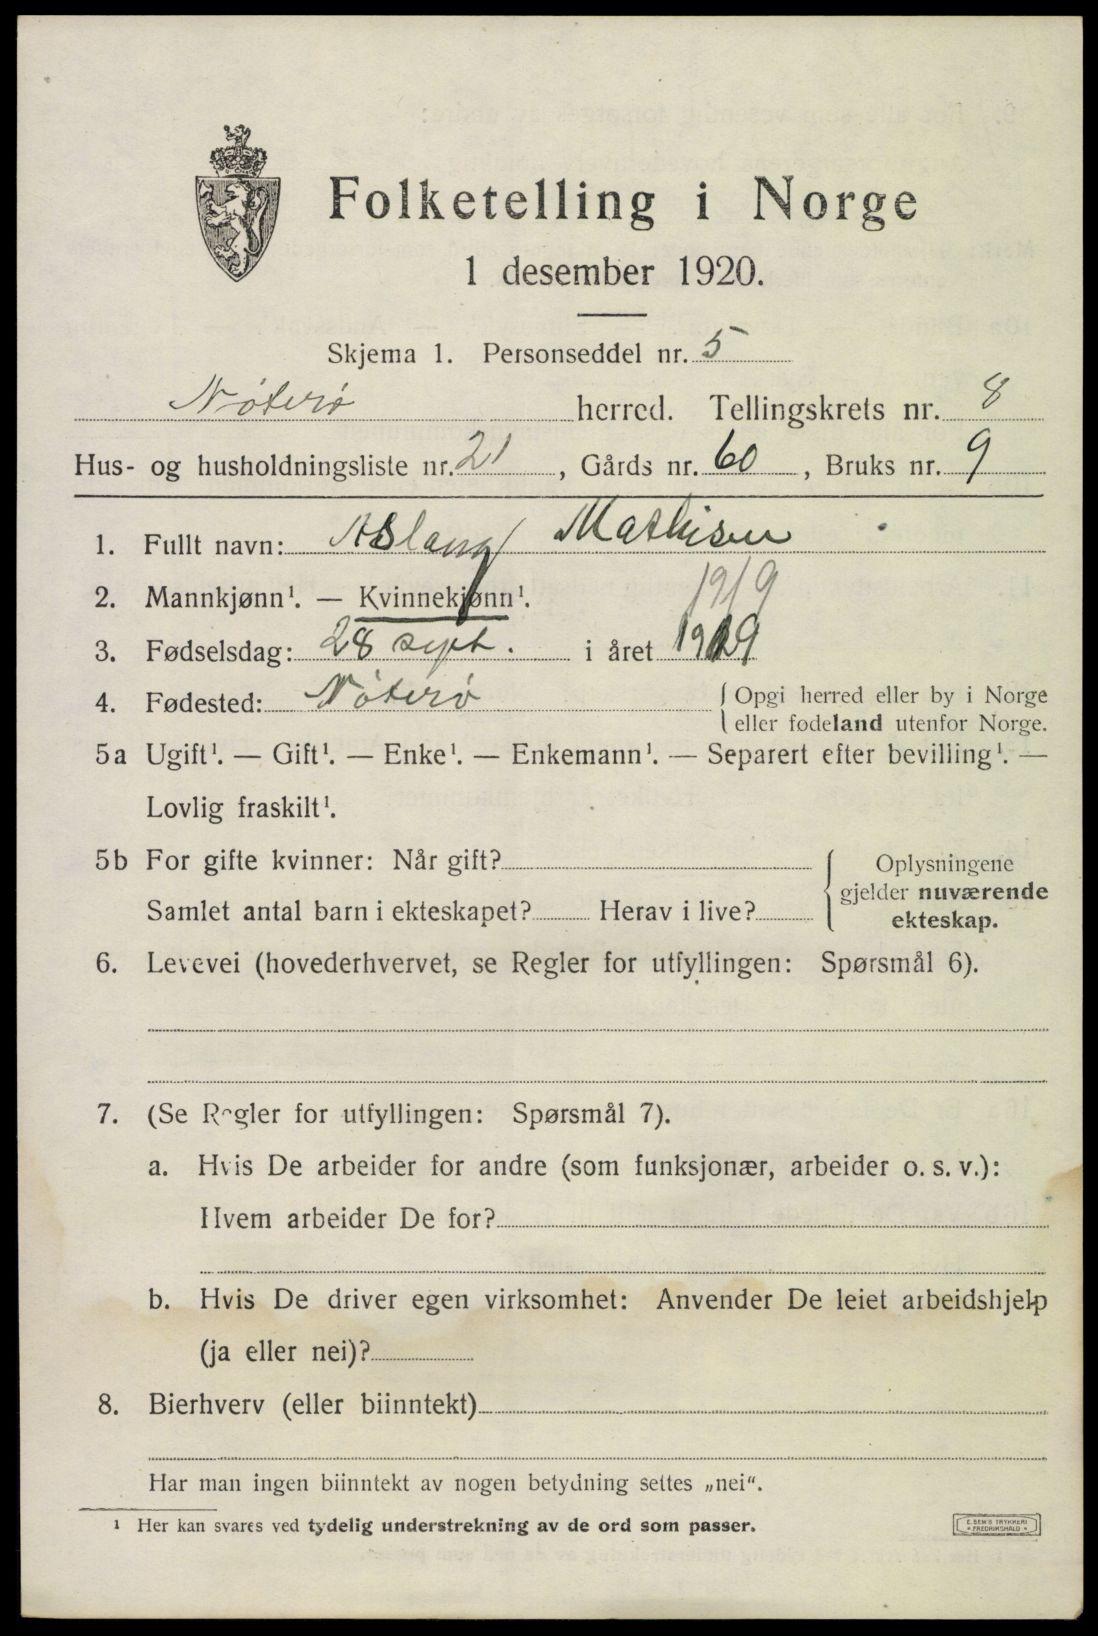 Folketelling i Norge
1 desember 1920.
Skjema 1. Personseddel nr. 5
Nøterø herred. Tellingskrets nr. 8
Hus- og husholdningsliste nr. 21, Gårds nr. 60, Bruks nr. 9
1. Fullt navn: Aslaug Mathisen
2. Mannkjønn¹. — Kvinnekjønn¹. 1919
3. Fødselsdag: 28 sept. i året 1919
4. Fødested: Nøterø { Opgi herred eller by i Norge
eller fødeland utenfor Norge.
5a Ugift¹. — Gift¹. — Enke¹. — Enkemann¹. — Separert efter bevilling¹. —
Lovlig fraskilt¹.
5b For gifte kvinner: Når gift? { Oplysningene
gjelder nuværende
Samlet antal barn i ekteskapet? Herav i live? ekteskap.
6. Levevei (hovederhvervet, se Regler for utfyllingen: Spørsmål 6).
7. (Se Regler for utfyllingen: Spørsmål 7).
a. Hvis De arbeider for andre (som funksjonær, arbeider o. s. v.):
Hvem arbeider De for?
b. Hvis De driver egen virksomhet: Anvender De leiet arbeidshjelp
(ja eller nei)?
8. Bierhverv (eller biinntekt)
Har man ingen biinntekt av nogen betydning settes „nei“.
¹ Her kan svares ved tydelig understrekning av de ord som passer.
E. SEM'S TRYKKERI
FREDRIKSHALD